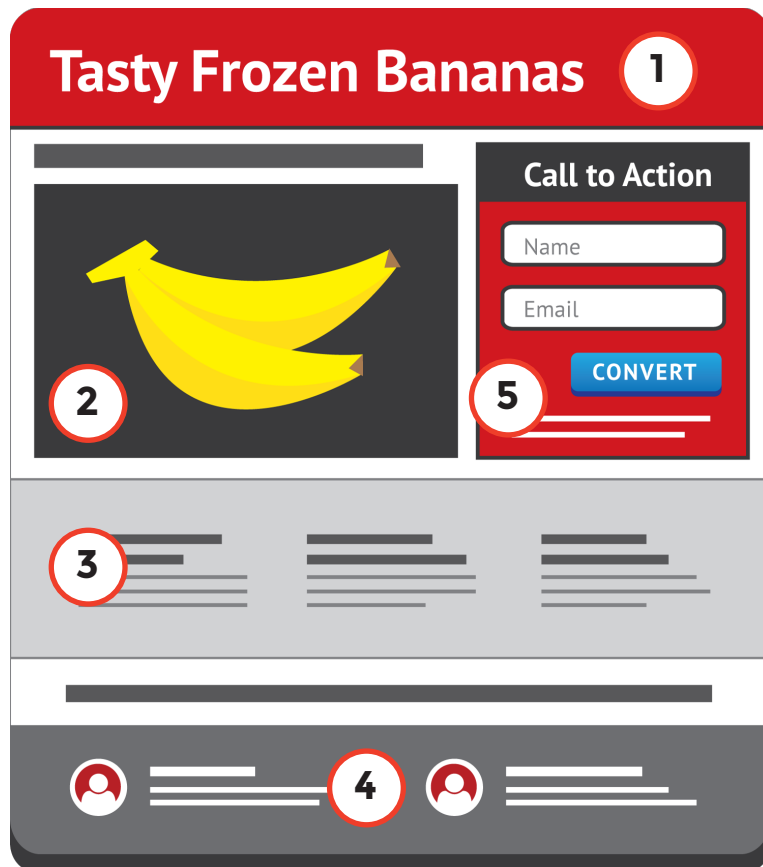 Tasty Frozen Bananas
1
Call to Action
Name
Email
CONVERT
2
5
3
4